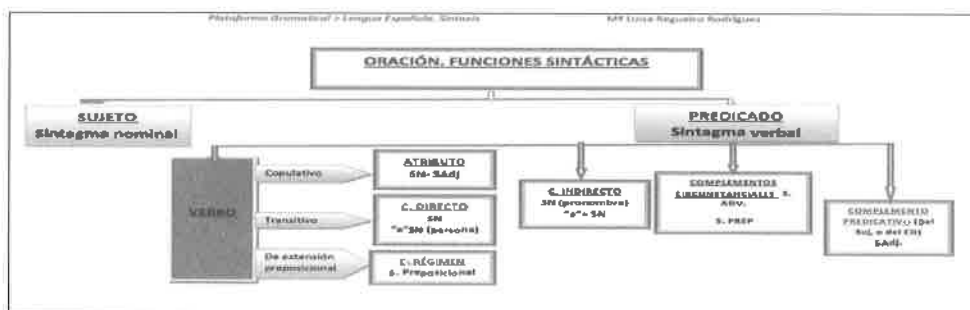 Plataforma Gramatical > Lengua Española. Sintaxis
Mª Luisa Regueiro Rodríguez
ORACIÓN. FUNCIONES SINTÁCTICAS
SUJETO
Sintagma nominal
PREDICADO
Sintagma verbal
VERBO
Copulativo
ATRIBUTO
SN- SAdj
Transitivo
C. DIRECTO
SN
"a"SN (persona)
De extensión
preposicional
C. RÉGIMEN
S. Preposicional
C. INDIRECTO
SN (pronombre)
"a"+ SN
COMPLEMENTOS
CIRCUNSTANCIALES S.
ADV.
S. PREP
COMPLEMENTO
PREDICATIVO (Del
Suj. o del CD)
SAdj.